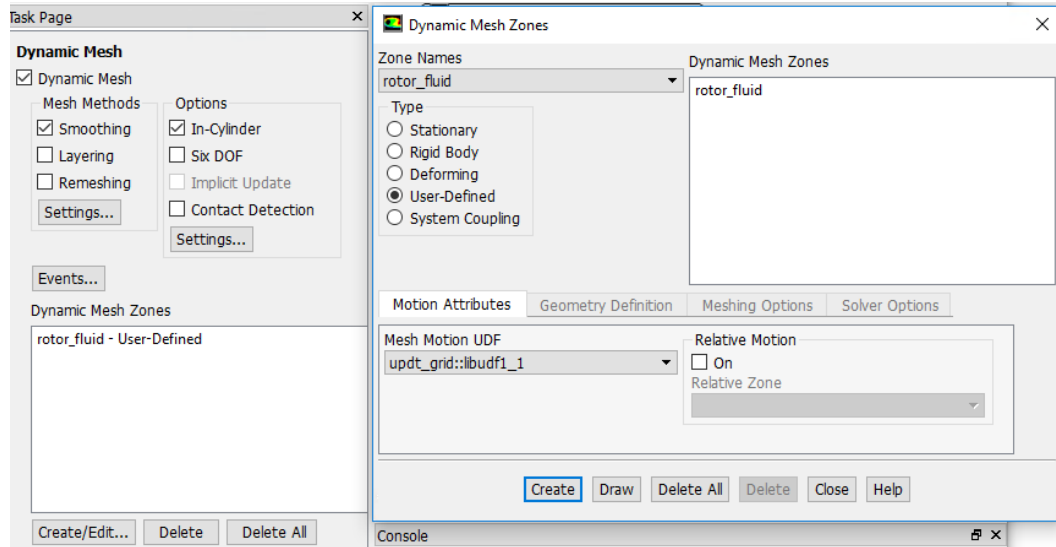 Task Page
Dynamic Mesh
Dynamic Mesh
Mesh Methods
Smoothing
Layering
Remeshing
Settings...
Options
In-Cylinder
Six DOF
Implicit Update
Contact Detection
Settings...
Events...
Dynamic Mesh Zones
rotor_fluid - User-Defined
Create/Edit...
Delete
Delete All
Dynamic Mesh Zones
Zone Names
rotor_fluid
Type
Stationary
Rigid Body
Deforming
User-Defined
System Coupling
Dynamic Mesh Zones
rotor_fluid
Motion Attributes
Geometry Definition
Meshing Options
Solver Options
Mesh Motion UDF
updt_grid::libudf1_1
Relative Motion
On
Relative Zone
Create
Draw
Delete All
Delete
Close
Help
Console